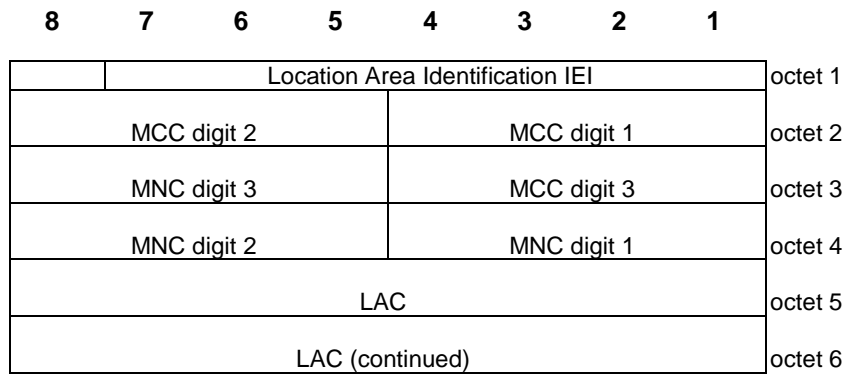 8 7 6 5 4 3 2 1
Location Area Identification IEI octet 1
MCC digit 2 MCC digit 1 octet 2
MNC digit 3 MCC digit 3 octet 3
MNC digit 2 MNC digit 1 octet 4
LAC octet 5
LAC (continued) octet 6